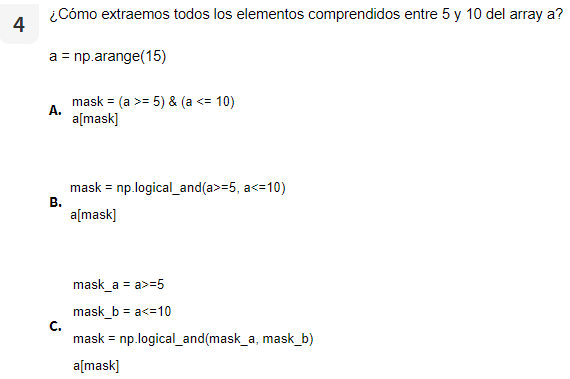 4
¿Cómo extraemos todos los elementos comprendidos entre 5 y 10 del array a?
a = np.arange(15)
A.
mask = (a >= 5) & (a <= 10)
a[mask]
B.
mask = np.logical_and(a>=5, a<=10)
a[mask]
C.
mask_a = a>=5
mask_b = a<=10
mask = np.logical_and(mask_a, mask_b)
a[mask]